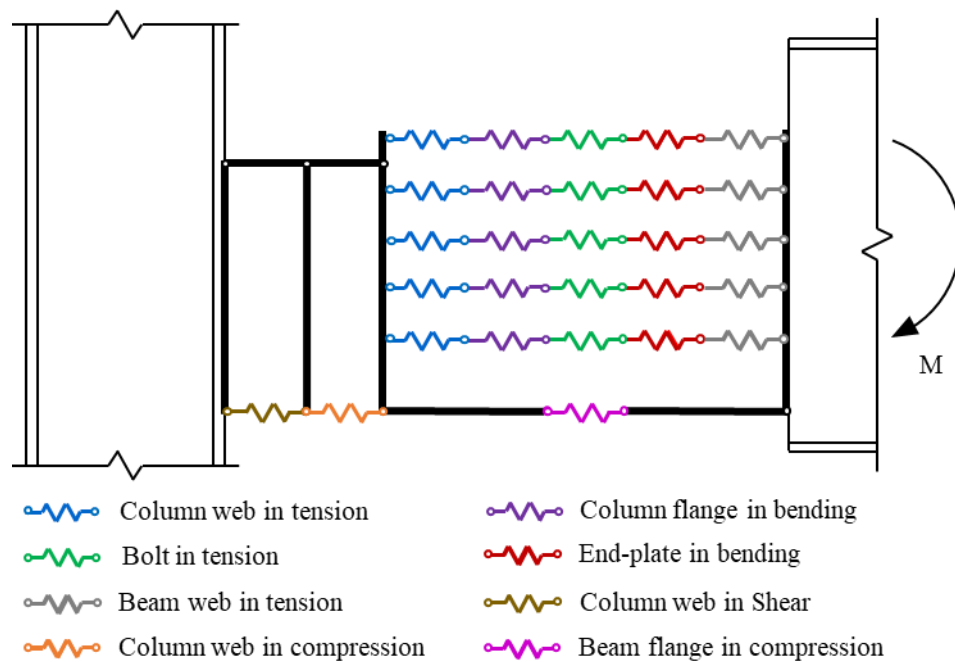 M
Column web in tension
Column flange in bending
Bolt in tension
End-plate in bending
Beam web in tension
Column web in Shear
Column web in compression
Beam flange in compression